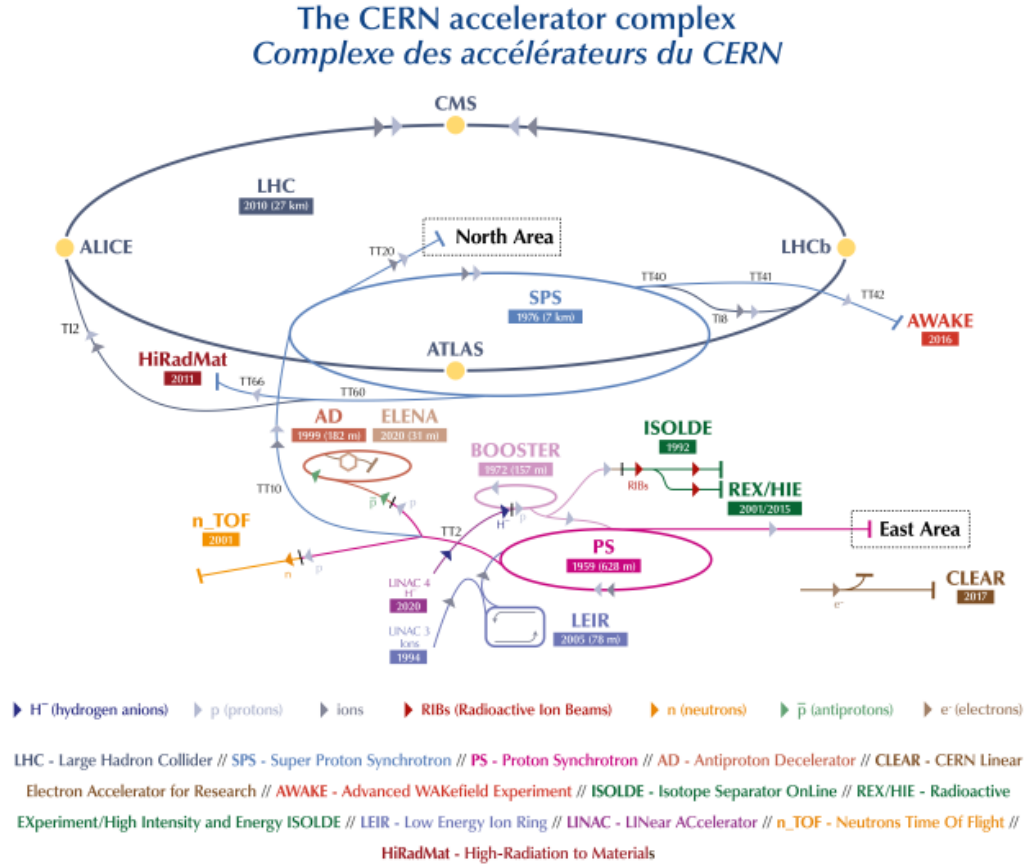 The CERN accelerator complex
Complexe des accélérateurs du CERN
CMS
LHC
2010 (27 km)
ALICE
TT20
North Area
LHCb
TT40
TT41
TT42
SPS
1976 (7 km)
TI8
AWAKE
2016
TI2
ATLAS
HiRadMat
2011
TT66
TT60
AD
1999 (182 m)
ELENA
2020 (31 m)
ISOLDE
1992
BOOSTER
1972 (157 m)
RIBs
REX/HIE
2001/2015
TT10
p̅
p
H⁻
p
n_TOF
2001
TT2
East Area
PS
1959 (628 m)
n
p
LINAC 4
H⁻
2020
CLEAR
2017
e⁻
LINAC 3
Ions
1994
LEIR
2005 (78 m)
H⁻ (hydrogen anions) p (protons) ions RIBs (Radioactive Ion Beams) n (neutrons) p̅ (antiprotons) e⁻ (electrons)
LHC - Large Hadron Collider // SPS - Super Proton Synchrotron // PS - Proton Synchrotron // AD - Antiproton Decelerator // CLEAR - CERN Linear
Electron Accelerator for Research // AWAKE - Advanced WAKefield Experiment // ISOLDE - Isotope Separator OnLine // REX/HIE - Radioactive
EXperiment/High Intensity and Energy ISOLDE // LEIR - Low Energy Ion Ring // LINAC - LINear ACcelerator // n_TOF - Neutrons Time Of Flight //
HiRadMat - High-Radiation to Materials